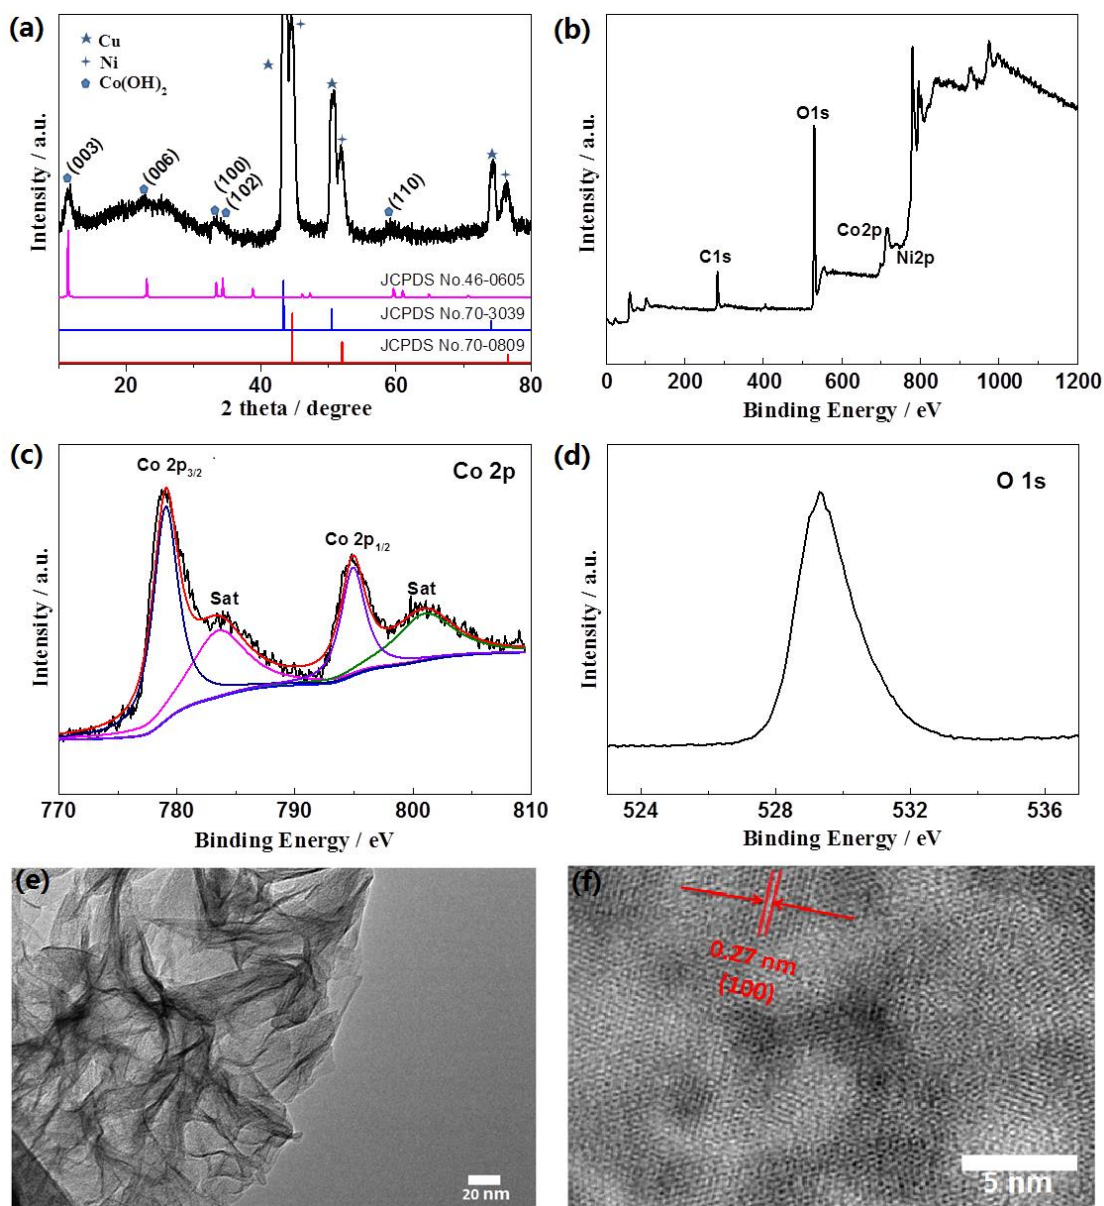 (a)
Cu
Ni
Co(OH)₂
(003)
(006)
(100)
(102)
(110)
JCPDS No.46-0605
JCPDS No.70-3039
JCPDS No.70-0809
Intensity / a.u.
20 40 60 80
2 theta / degree
(b)
O1s
C1s
Co2p
Ni2p
Intensity / a.u.
0 200 400 600 800 1000 1200
Binding Energy / eV
(c)
Co 2p₃/₂
Co 2p
Co 2p₁/₂
Sat
Sat
Intensity / a.u.
770 780 790 800 810
Binding Energy / eV
(d)
O 1s
Intensity / a.u.
524 528 532 536
Binding Energy / eV
(e)
20 nm
(f)
0.27 nm
(100)
5 nm